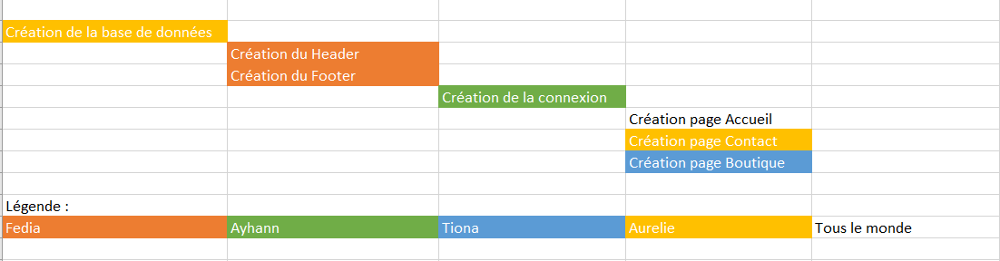 Création de la base de données
Création du Header
Création du Footer
Création de la connexion
Création page Accueil
Création page Contact
Création page Boutique
Légende :
Fedia Ayhann Tiona Aurelie Tous le monde